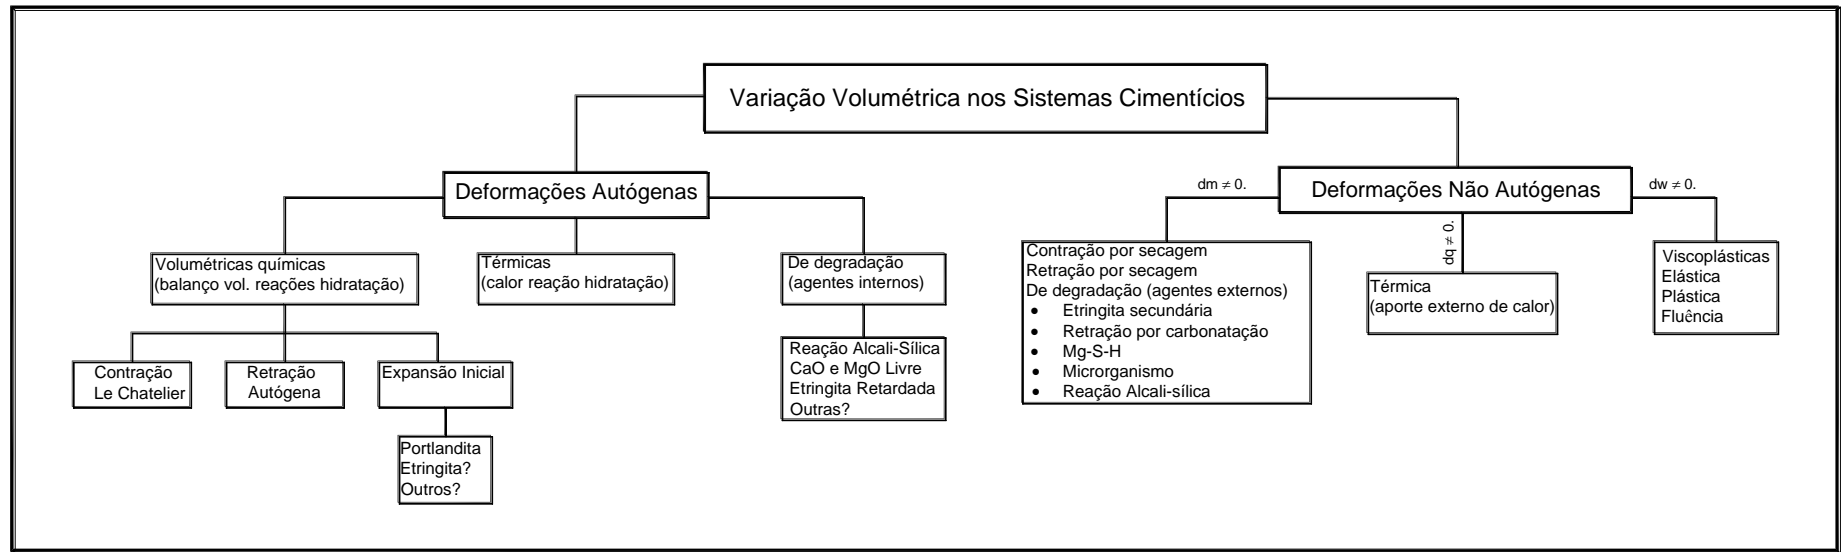 Variação Volumétrica nos Sistemas Cimentícios
Deformações Autógenas
dm ≠ 0.
Deformações Não Autógenas
dw ≠ 0.
dq ≠ 0.
Volumétricas químicas
(balanço vol. reações hidratação)
Térmicas
(calor reação hidratação)
De degradação
(agentes internos)
Contração por secagem
Retração por secagem
De degradação (agentes externos)
• Etringita secundária
• Retração por carbonatação
• Mg-S-H
• Microrganismo
• Reação Alcali-sílica
Térmica
(aporte externo de calor)
Viscoplásticas
Elástica
Plástica
Fluência
Contração
Le Chatelier
Retração
Autógena
Expansão Inicial
Reação Alcali-Sílica
CaO e MgO Livre
Etringita Retardada
Outras?
Portlandita
Etringita?
Outros?